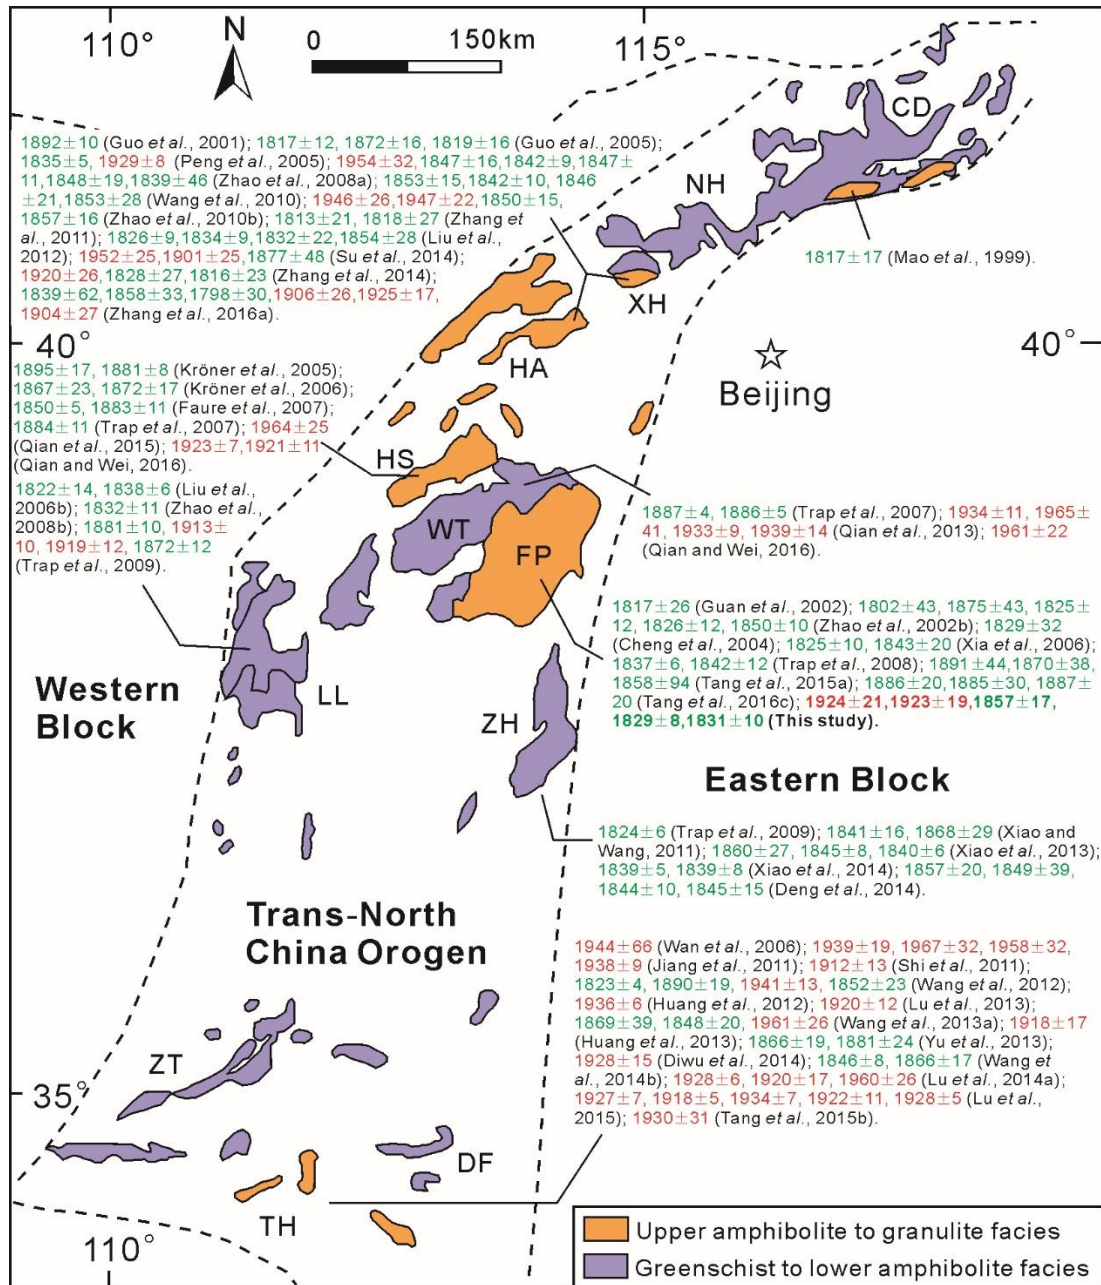 110°
115°
N
0 150km
CD
1892±10 (Guo et al., 2001); 1817±12, 1872±16, 1819±16 (Guo et al., 2005);
1835±5, 1929±8 (Peng et al., 2005); 1954±32,1847±16,1842±9,1847±
11,1848±19,1839±46 (Zhao et al., 2008a); 1853±15,1842±10, 1846
±21,1853±28 (Wang et al., 2010); 1946±26,1947±22,1850±15,
1857±16 (Zhao et al., 2010b); 1813±21, 1818±27 (Zhang et
al., 2011); 1826±9,1834±9,1832±22,1854±28 (Liu et al.,
2012); 1952±25,1901±25,1877±48 (Su et al., 2014);
1920±26,1828±27,1816±23 (Zhang et al., 2014);
1839±62,1858±33,1798±30,1906±26,1925±17,
1904±27 (Zhang et al., 2016a).
NH
1817±17 (Mao et al., 1999).
XH
40°
40°
HA
Beijing
1895±17, 1881±8 (Kröner et al., 2005);
1867±23, 1872±17 (Kröner et al., 2006);
1850±5, 1883±11 (Faure et al., 2007);
1884±11 (Trap et al., 2007); 1964±25
(Qian et al., 2015); 1923±7,1921±11
(Qian and Wei, 2016).
HS
1822±14, 1838±6 (Liu et al.,
2006b); 1832±11 (Zhao et al.,
2008b); 1881±10, 1913±
10, 1919±12, 1872±12
(Trap et al., 2009).
WT
FP
1887±4, 1886±5 (Trap et al., 2007); 1934±11, 1965±
41, 1933±9, 1939±14 (Qian et al., 2013); 1961±22
(Qian and Wei, 2016).
1817±26 (Guan et al., 2002); 1802±43, 1875±43, 1825±
12, 1826±12, 1850±10 (Zhao et al., 2002b); 1829±32
(Cheng et al., 2004); 1825±10, 1843±20 (Xia et al., 2006);
1837±6, 1842±12 (Trap et al., 2008); 1891±44,1870±38,
1858±94 (Tang et al., 2015a); 1886±20, 1885±30, 1887±
20 (Tang et al., 2016c); 1924±21,1923±19,1857±17,
1829±8,1831±10 (This study).
Western
Block
LL
ZH
Eastern Block
1824±6 (Trap et al., 2009); 1841±16, 1868±29 (Xiao and
Wang, 2011); 1860±27, 1845±8, 1840±6 (Xiao et al., 2013);
1839±5, 1839±8 (Xiao et al., 2014); 1857±20, 1849±39,
1844±10, 1845±15 (Deng et al., 2014).
Trans-North
China Orogen
1944±66 (Wan et al., 2006); 1939±19, 1967±32, 1958±32,
1938±9 (Jiang et al., 2011); 1912±13 (Shi et al., 2011);
1823±4, 1890±19, 1941±13, 1852±23 (Wang et al., 2012);
1936±6 (Huang et al., 2012); 1920±12 (Lu et al., 2013);
1869±39, 1848±20, 1961±26 (Wang et al., 2013a); 1918±17
(Huang et al., 2013); 1866±19, 1881±24 (Yu et al., 2013);
1928±15 (Diwu et al., 2014); 1846±8, 1866±17 (Wang et
al., 2014b); 1928±6, 1920±17, 1960±26 (Lu et al., 2014a);
1927±7, 1918±5, 1934±7, 1922±11, 1928±5 (Lu et al.,
2015); 1930±31 (Tang et al., 2015b).
ZT
35°
DF
TH
110°
Upper amphibolite to granulite facies
Greenschist to lower amphibolite facies